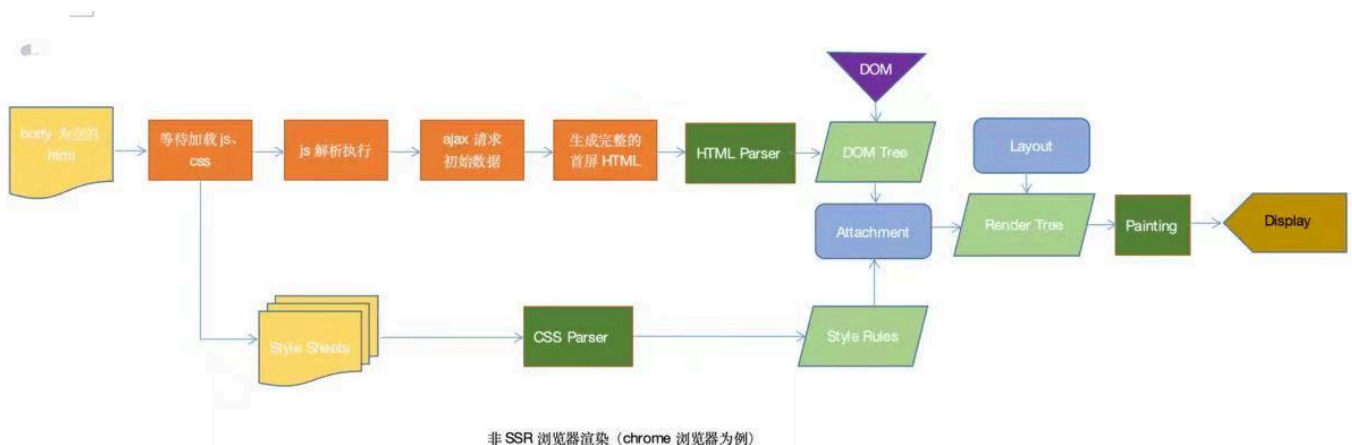 DOM
body 为空的
html
等待加载 js、
css
js 解析执行
ajax 请求
初始数据
生成完整的
首屏 HTML
HTML Parser
DOM Tree
Layout
Attachment
Render Tree
Painting
Display
Style Sheets
CSS Parser
Style Rules
非 SSR 浏览器渲染（chrome 浏览器为例）